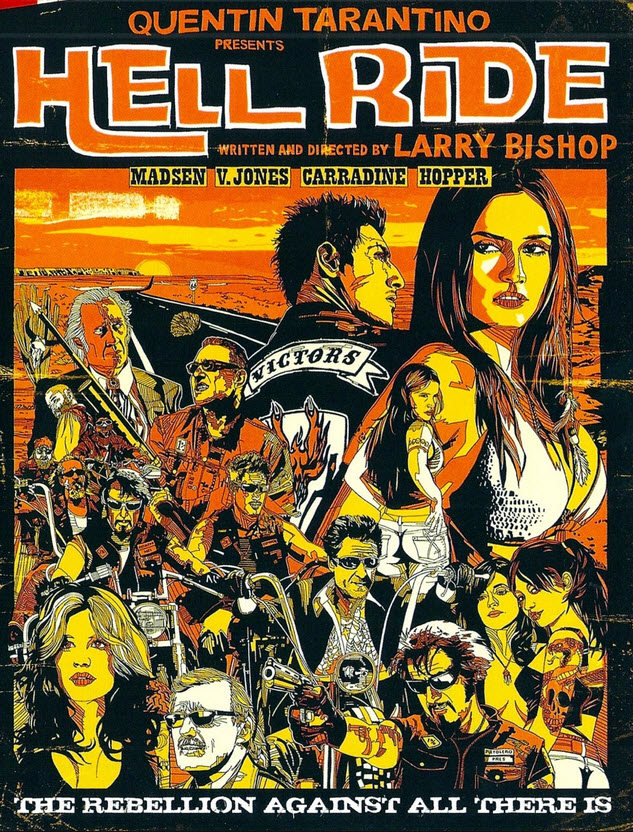 QUENTIN TARANTINO
PRESENTS
HELL RIDE
WRITTEN AND DIRECTED BY LARRY BISHOP
MADSEN V. JONES CARRADINE HOPPER
VICTORS
PRES
THE REBELLION AGAINST ALL THERE IS